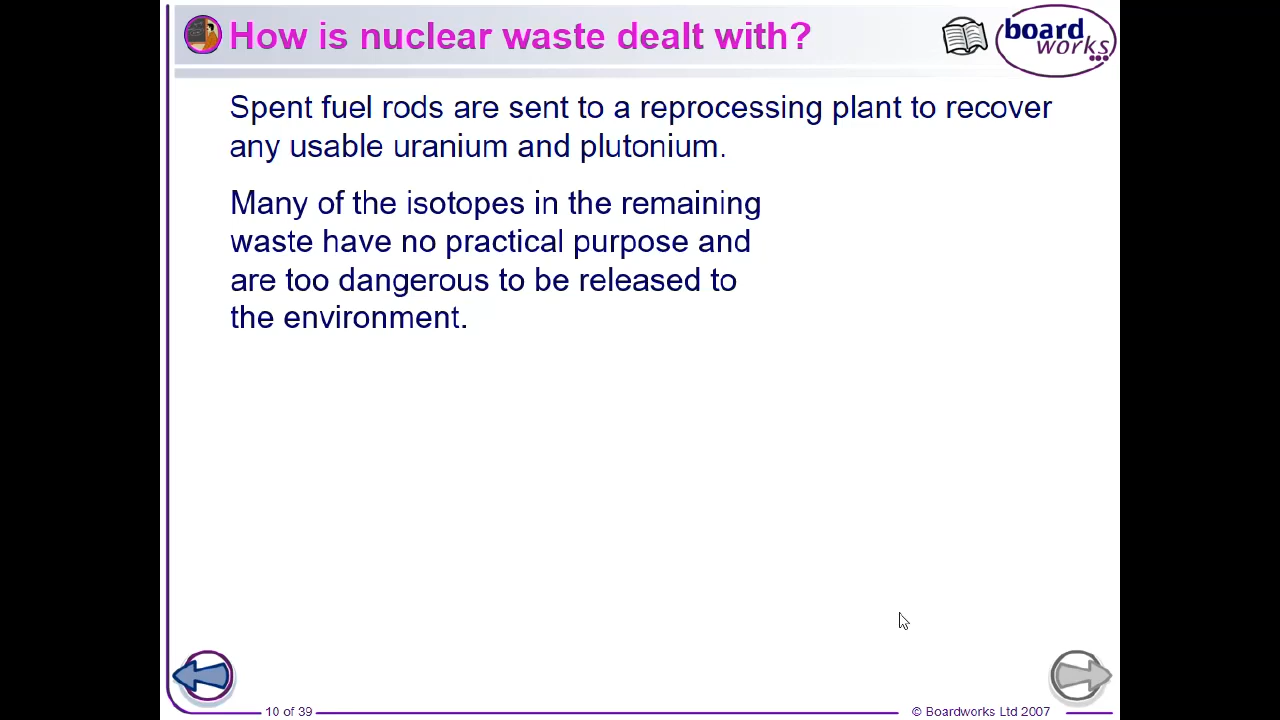 How is nuclear waste dealt with?
board
works
Spent fuel rods are sent to a reprocessing plant to recover
any usable uranium and plutonium.
Many of the isotopes in the remaining
waste have no practical purpose and
are too dangerous to be released to
the environment.
10 of 39
© Boardworks Ltd 2007